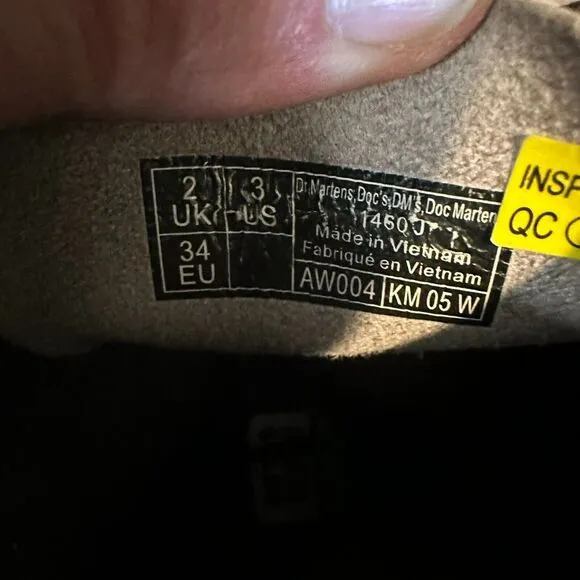 2 UK
3 US
34 EU
Dr.Martens,Doc's,DM's,Doc Marten
1460 J
Made in Vietnam
Fabriqué en Vietnam
AW004
KM 05 W
QC